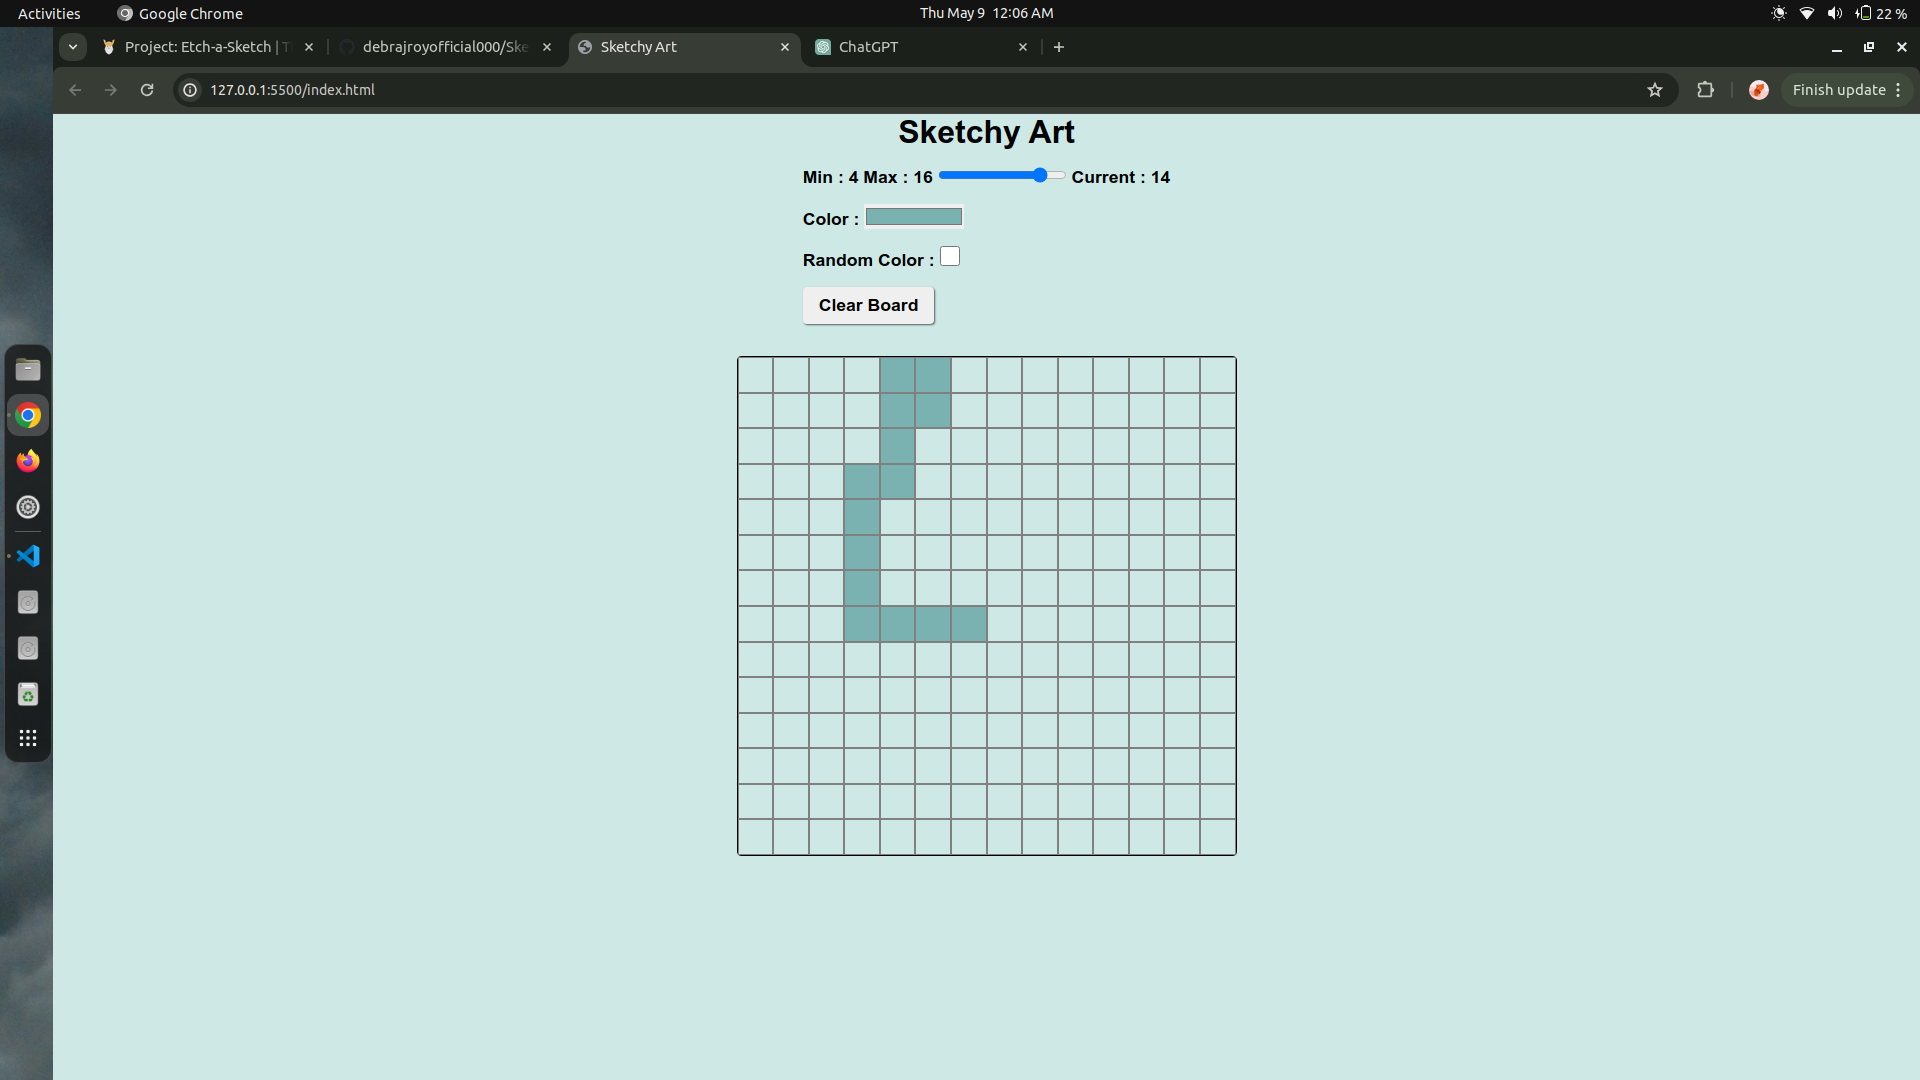 Activities Google Chrome Thu May 9 12:06 AM 22 %
Project: Etch-a-Sketch | T debrajroyofficial000/Ske Sketchy Art ChatGPT
127.0.0.1:5500/index.html Finish update
Sketchy Art
Min : 4 Max : 16 Current : 14
Color :
Random Color :
Clear Board